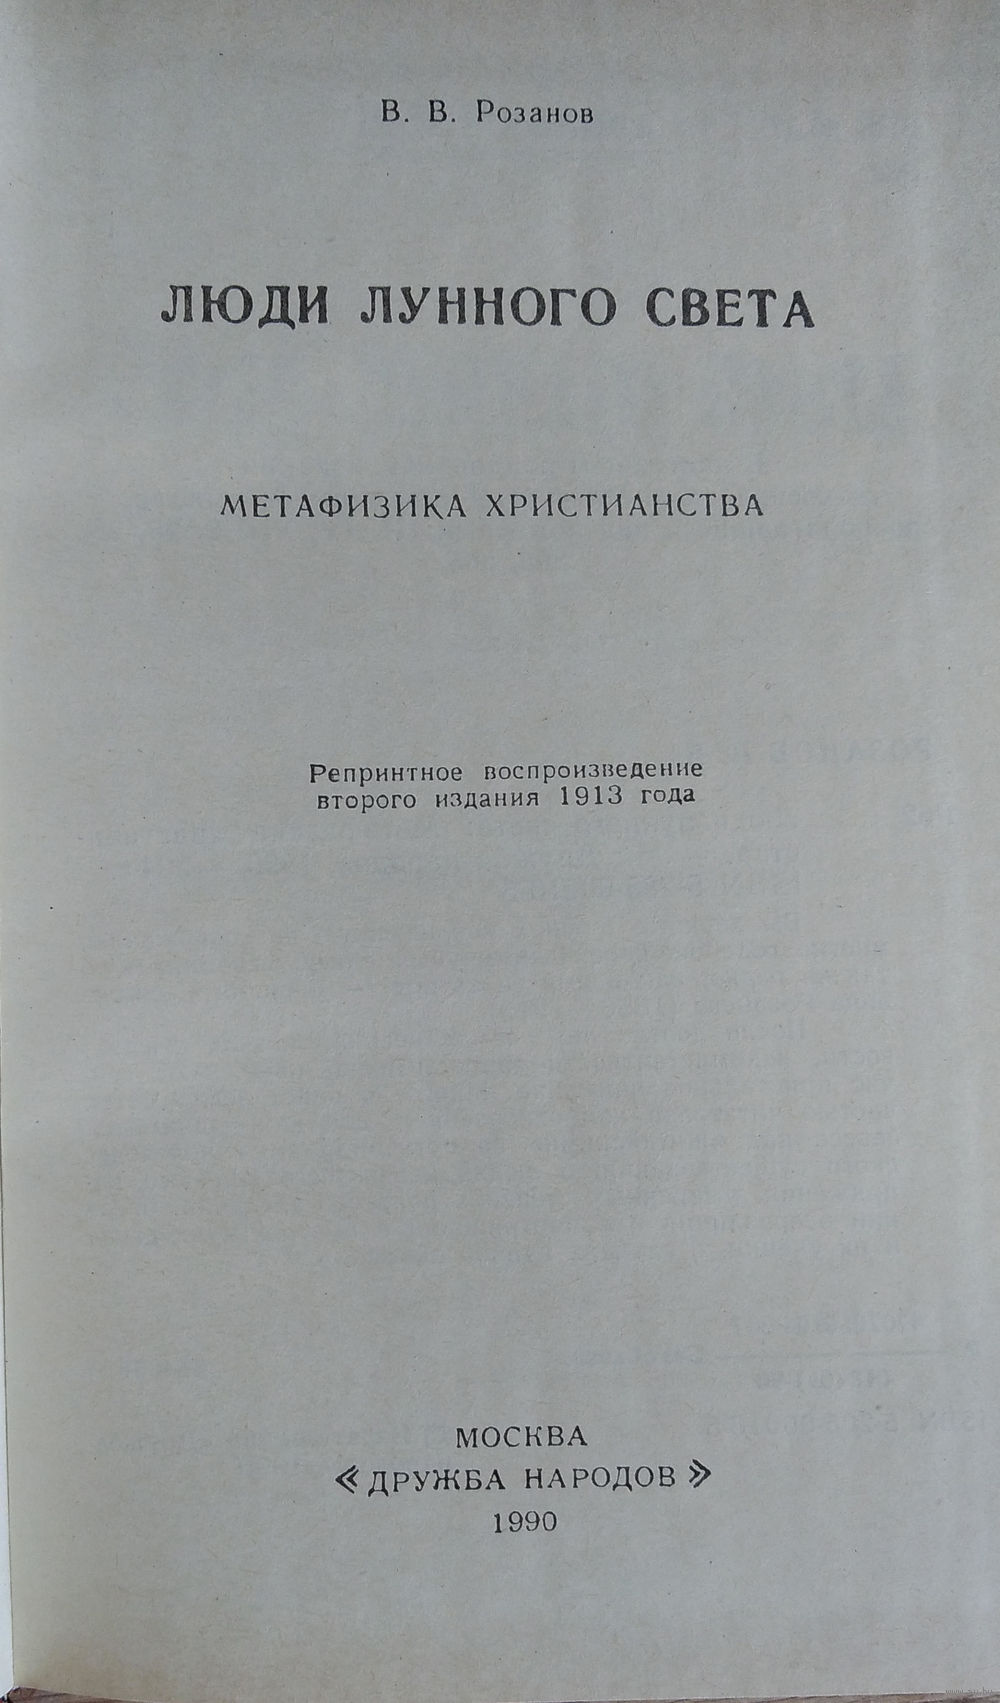 В. В. Розанов
ЛЮДИ ЛУННОГО СВЕТА
МЕТАФИЗИКА ХРИСТИАНСТВА
Репринтное воспроизведение
второго издания 1913 года
МОСКВА
«ДРУЖБА НАРОДОВ»
1990